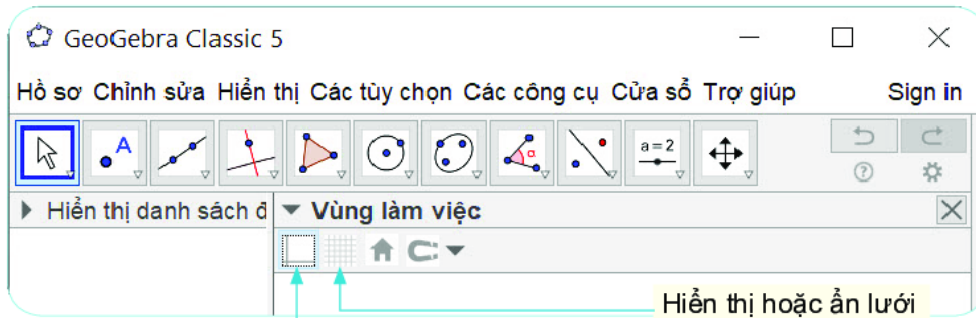 GeoGebra Classic 5
Hồ sơ Chỉnh sửa Hiển thị Các tùy chọn Các công cụ Cửa sổ Trợ giúp Sign in
A
α
a = 2
Hiển thị danh sách đ
Vùng làm việc
Hiển thị hoặc ẩn lưới